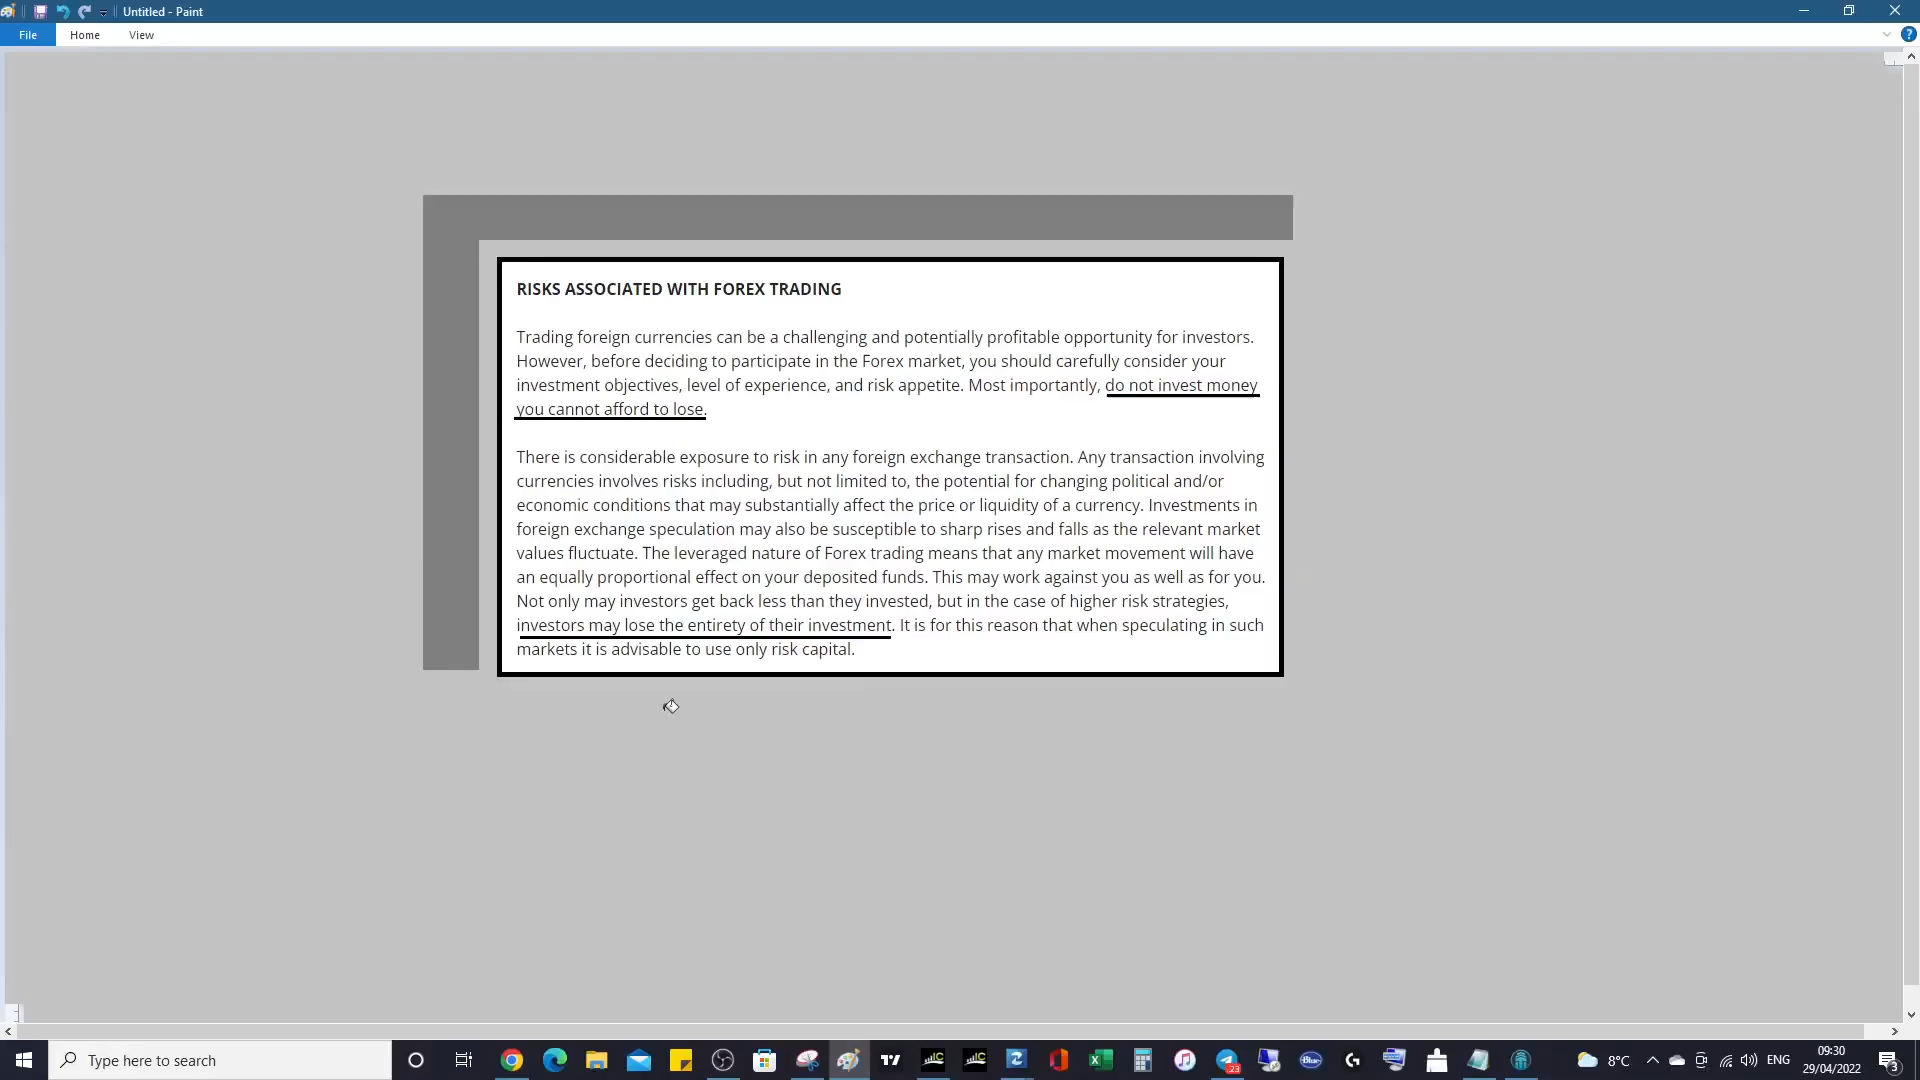 Untitled - Paint
File Home View
RISKS ASSOCIATED WITH FOREX TRADING
Trading foreign currencies can be a challenging and potentially profitable opportunity for investors.
However, before deciding to participate in the Forex market, you should carefully consider your
investment objectives, level of experience, and risk appetite. Most importantly, do not invest money
you cannot afford to lose.
There is considerable exposure to risk in any foreign exchange transaction. Any transaction involving
currencies involves risks including, but not limited to, the potential for changing political and/or
economic conditions that may substantially affect the price or liquidity of a currency. Investments in
foreign exchange speculation may also be susceptible to sharp rises and falls as the relevant market
values fluctuate. The leveraged nature of Forex trading means that any market movement will have
an equally proportional effect on your deposited funds. This may work against you as well as for you.
Not only may investors get back less than they invested, but in the case of higher risk strategies,
investors may lose the entirety of their investment. It is for this reason that when speculating in such
markets it is advisable to use only risk capital.
Type here to search
23
Blue
8°C
ENG
09:30
29/04/2022
3